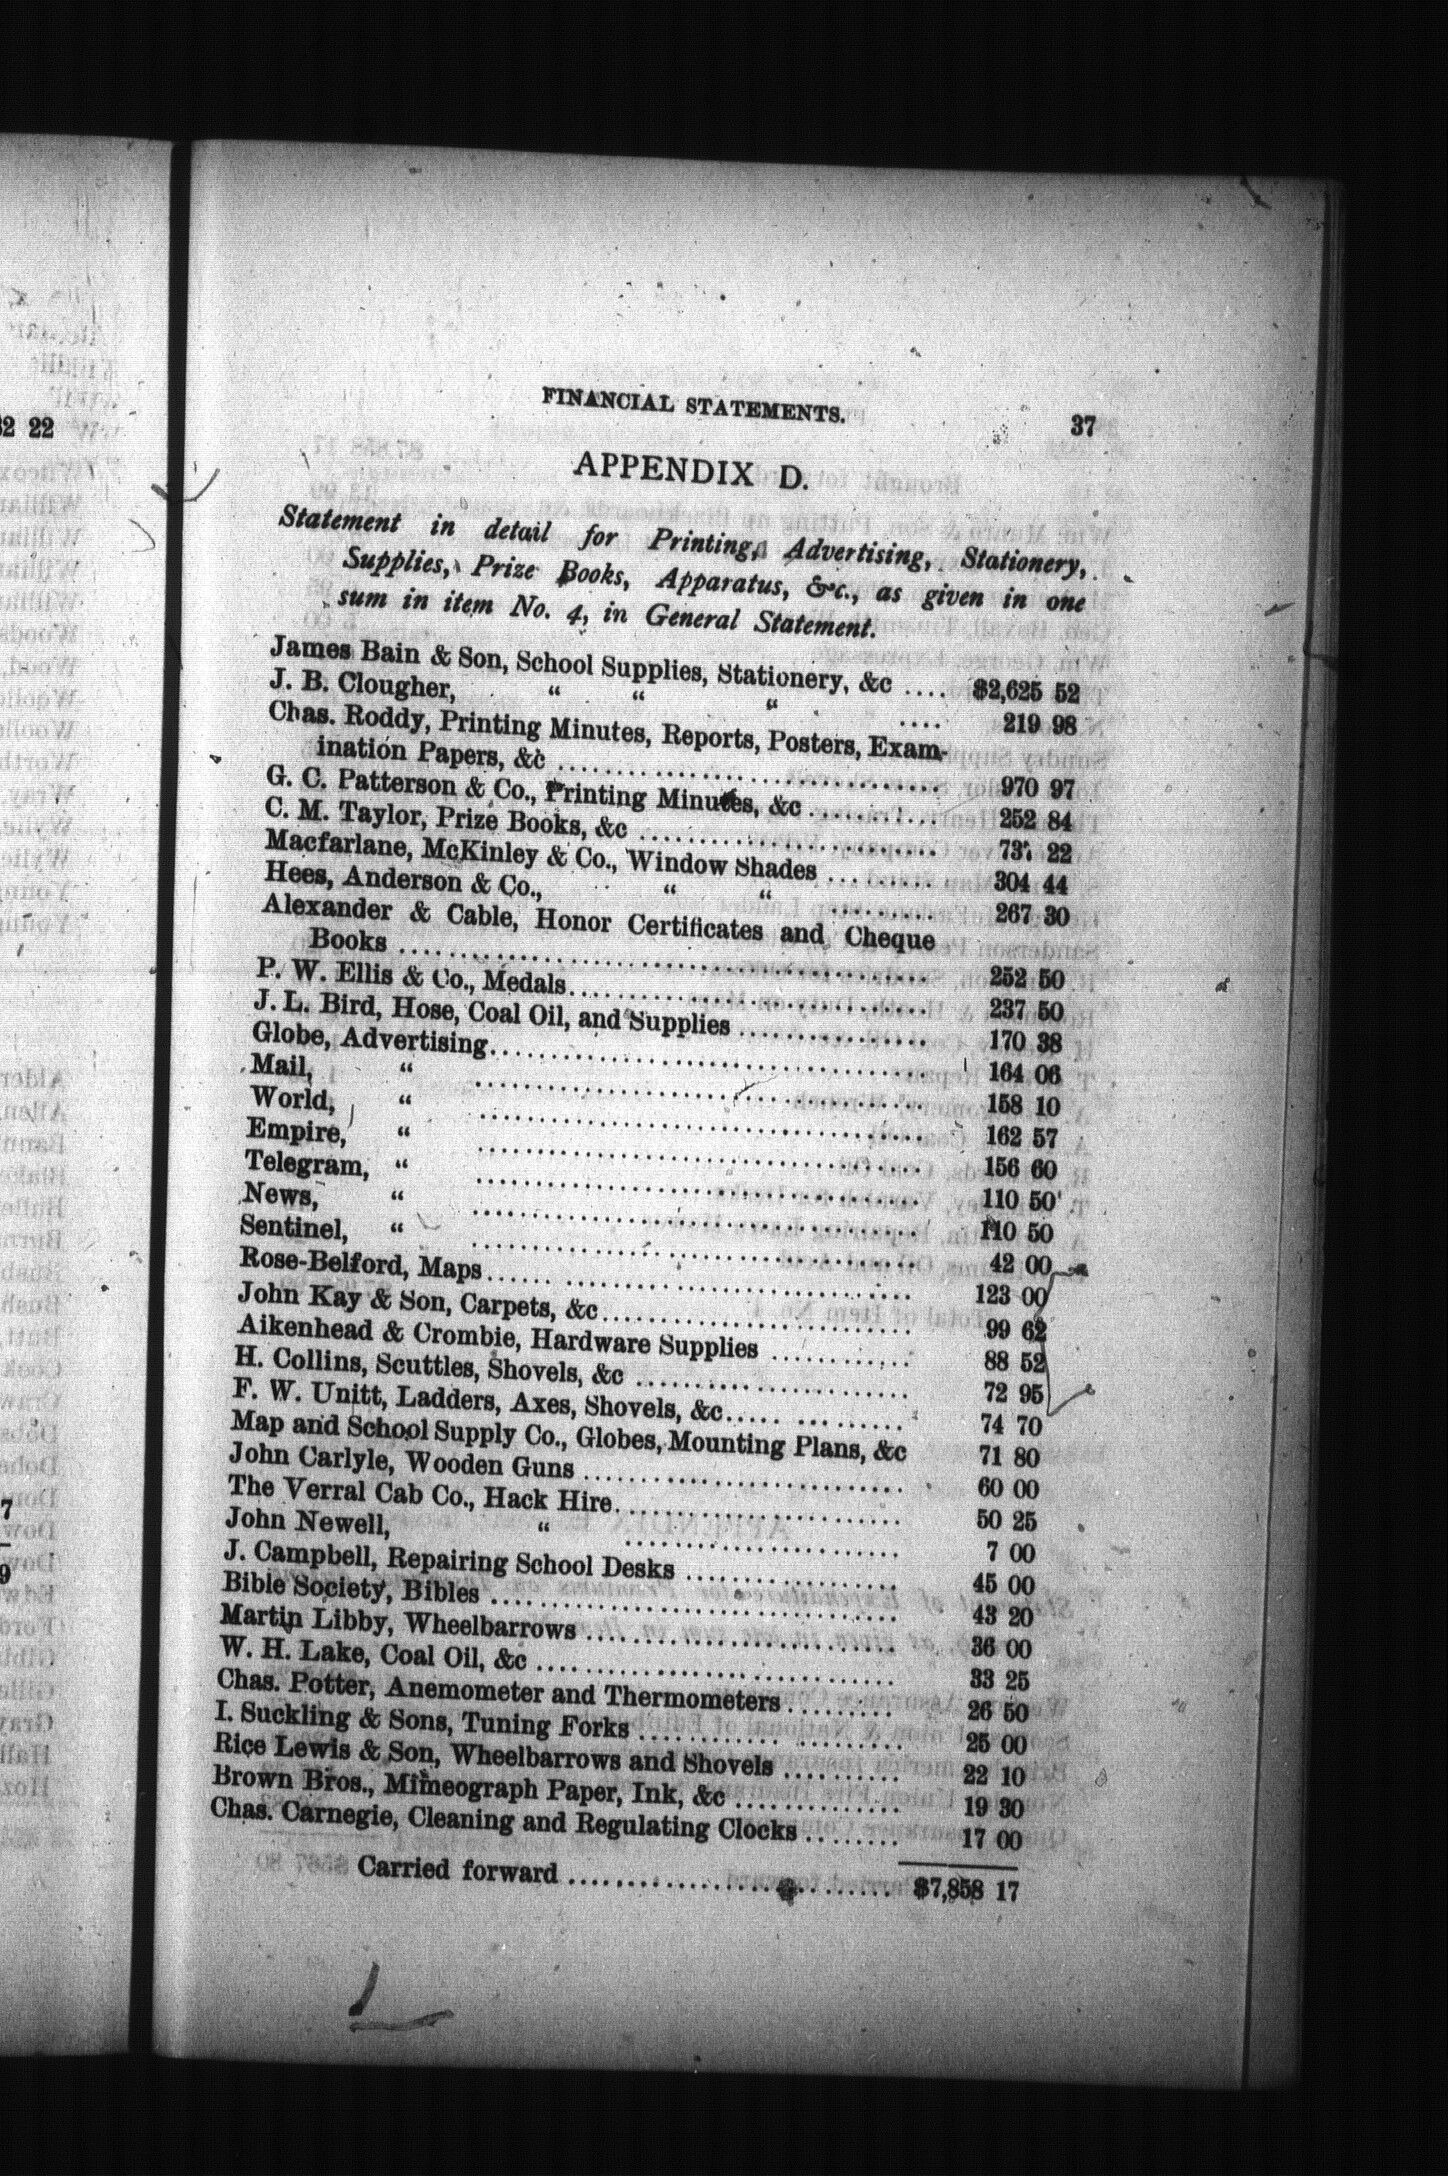 22
7
9
FINANCIAL STATEMENTS. 37
APPENDIX D.
Statement in detail for Printing, Advertising, Stationery,
Supplies, Prize Books, Apparatus, &c., as given in one
sum in item No. 4, in General Statement.
James Bain & Son, School Supplies, Stationery, &c .... $2,625 52
J. B. Clougher, “ “ “ .... 219 98
Chas. Roddy, Printing Minutes, Reports, Posters, Exam-
ination Papers, &c .................................. 970 97
G. C. Patterson & Co., Printing Minutes, &c ............ 252 84
C. M. Taylor, Prize Books, &c .......................... 737 22
Macfarlane, McKinley & Co., Window Shades .......... 304 44
Hees, Anderson & Co., “ “ .......... 267 30
Alexander & Cable, Honor Certificates and Cheque
Books .............................................. 252 50
P. W. Ellis & Co., Medals................................ 237 50
J. L. Bird, Hose, Coal Oil, and Supplies ................ 170 38
Globe, Advertising...................................... 164 06
Mail, “ ...................................... 158 10
World, “ ...................................... 162 57
Empire, “ ...................................... 156 60
Telegram, “ ...................................... 110 50
News, “ ...................................... 110 50
Sentinel, “ ...................................... 42 00
Rose-Belford, Maps...................................... 123 00
John Kay & Son, Carpets, &c............................ 99 62
Aikenhead & Crombie, Hardware Supplies ............ 88 52
H. Collins, Scuttles, Shovels, &c ........................ 72 95
F. W. Unitt, Ladders, Axes, Shovels, &c................ 74 70
Map and School Supply Co., Globes, Mounting Plans, &c 71 80
John Carlyle, Wooden Guns ............................ 60 00
The Verral Cab Co., Hack Hire.......................... 50 25
John Newell, “ .......................... 7 00
J. Campbell, Repairing School Desks .................. 45 00
Bible Society, Bibles .................................... 43 20
Martin Libby, Wheelbarrows ............................ 36 00
W. H. Lake, Coal Oil, &c ................................ 33 25
Chas. Potter, Anemometer and Thermometers .......... 26 50
I. Suckling & Sons, Tuning Forks ...................... 25 00
Rice Lewis & Son, Wheelbarrows and Shovels .......... 22 10
Brown Bros., Mimeograph Paper, Ink, &c .............. 19 30
Chas. Carnegie, Cleaning and Regulating Clocks ........ 17 00
Carried forward .............................. $7,858 17